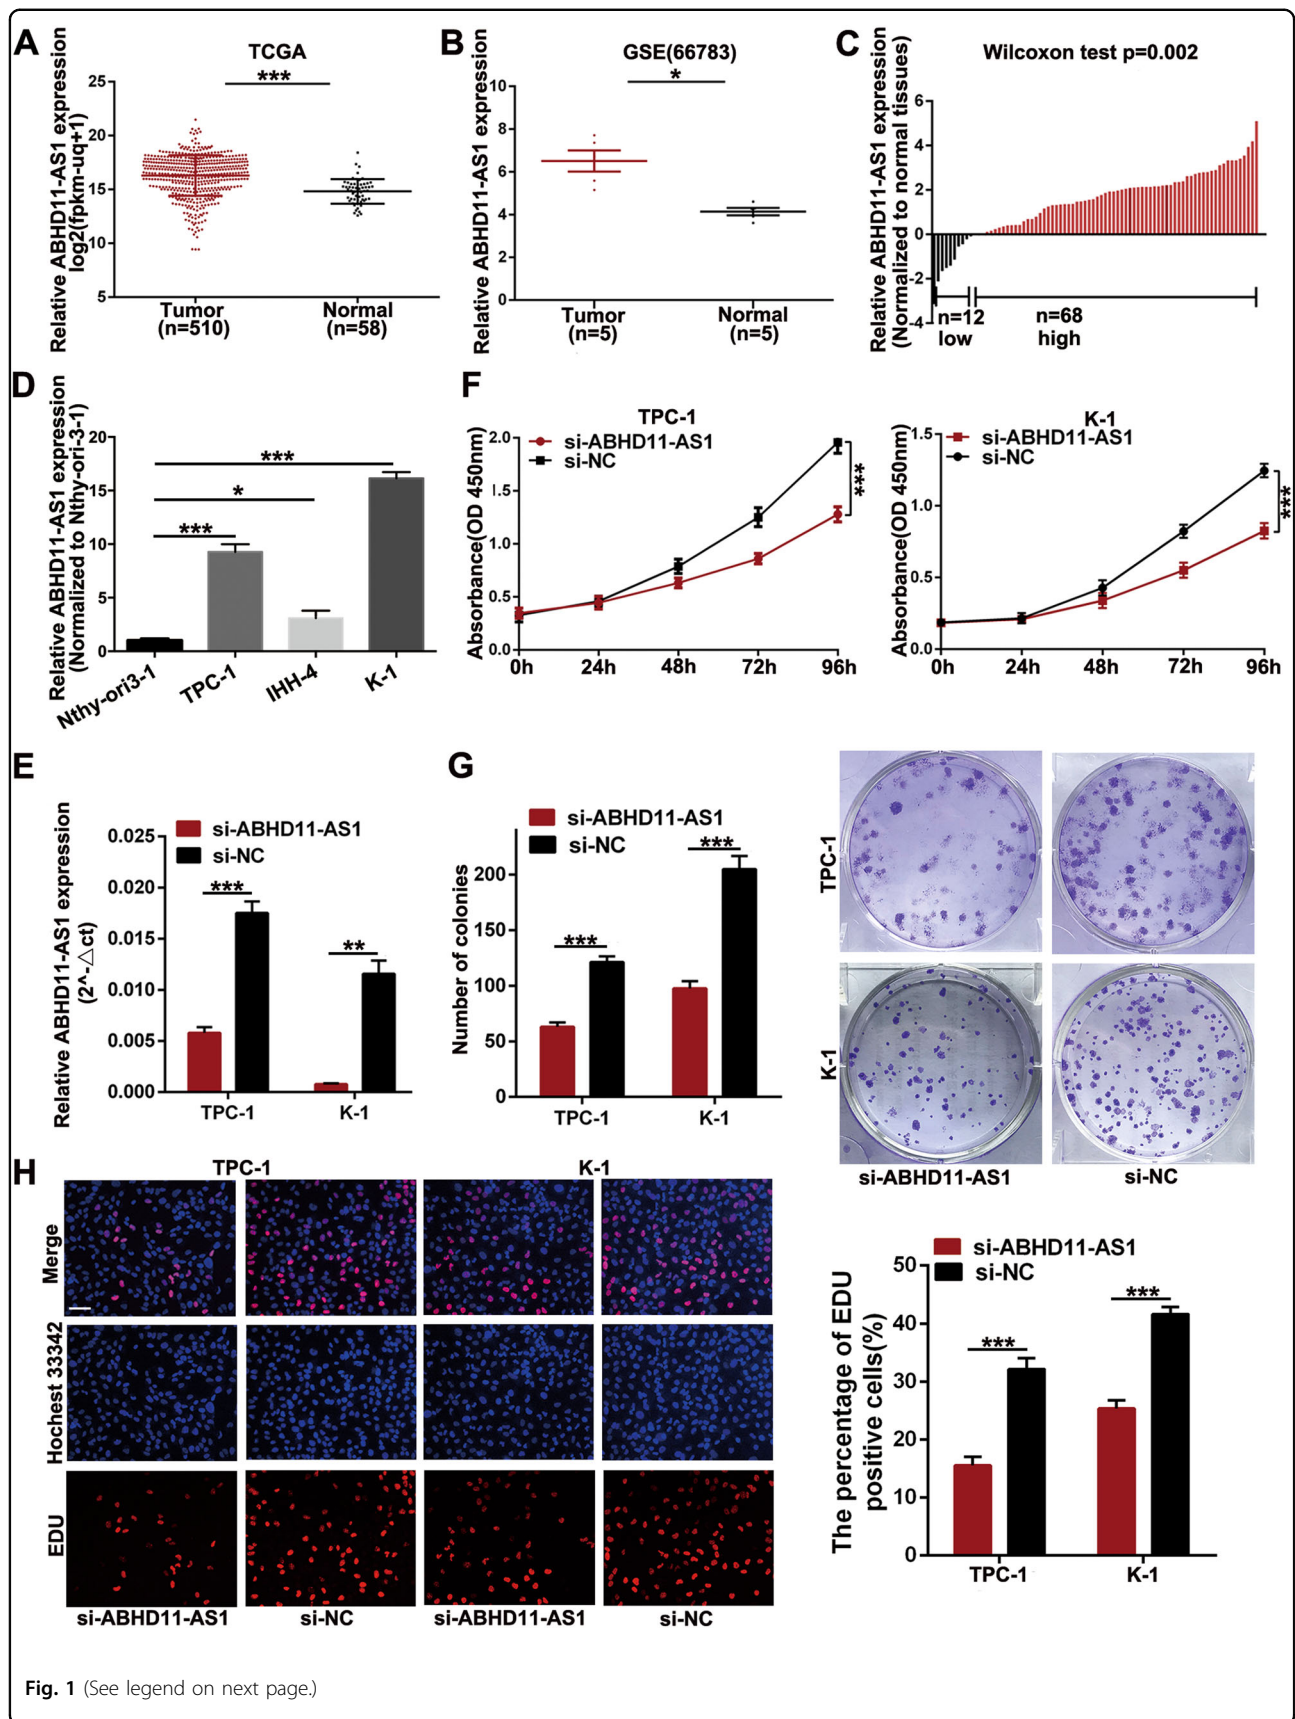 A
TCGA
Relative ABHD11-AS1 expression
log2(fpkm-uq+1)
***
25
20
15
10
5
Tumor
(n=510)
Normal
(n=58)
B
GSE(66783)
Relative ABHD11-AS1 expression
*
10
8
6
4
2
0
Tumor
(n=5)
Normal
(n=5)
C
Wilcoxon test p=0.002
Relative ABHD11-AS1 expression
(Normalized to normal tissues)
6
4
2
0
-2
-4
n=12
low
n=68
high
D
Relative ABHD11-AS1 expression
(Normalized to Nthy-ori-3-1)
20
15
10
5
0
***
*
***
Nthy-ori3-1
TPC-1
IHH-4
K-1
F
TPC-1
si-ABHD11-AS1
si-NC
Absorbance(OD 450nm)
2.0
1.5
1.0
0.5
0.0
***
0h
24h
48h
72h
96h
K-1
si-ABHD11-AS1
si-NC
Absorbance(OD 450nm)
1.5
1.0
0.5
0.0
***
0h
24h
48h
72h
96h
E
si-ABHD11-AS1
si-NC
Relative ABHD11-AS1 expression
(2^-△ct)
0.025
0.020
0.015
0.010
0.005
0.000
***
**
TPC-1
K-1
G
si-ABHD11-AS1
si-NC
Number of colonies
200
150
100
50
0
***
***
TPC-1
K-1
TPC-1
K-1
si-ABHD11-AS1
si-NC
H
TPC-1
K-1
Merge
Hochest 33342
EDU
si-ABHD11-AS1
si-NC
si-ABHD11-AS1
si-NC
si-ABHD11-AS1
si-NC
The percentage of EDU
positive cells(%)
50
40
30
20
10
0
***
***
TPC-1
K-1
Fig. 1 (See legend on next page.)